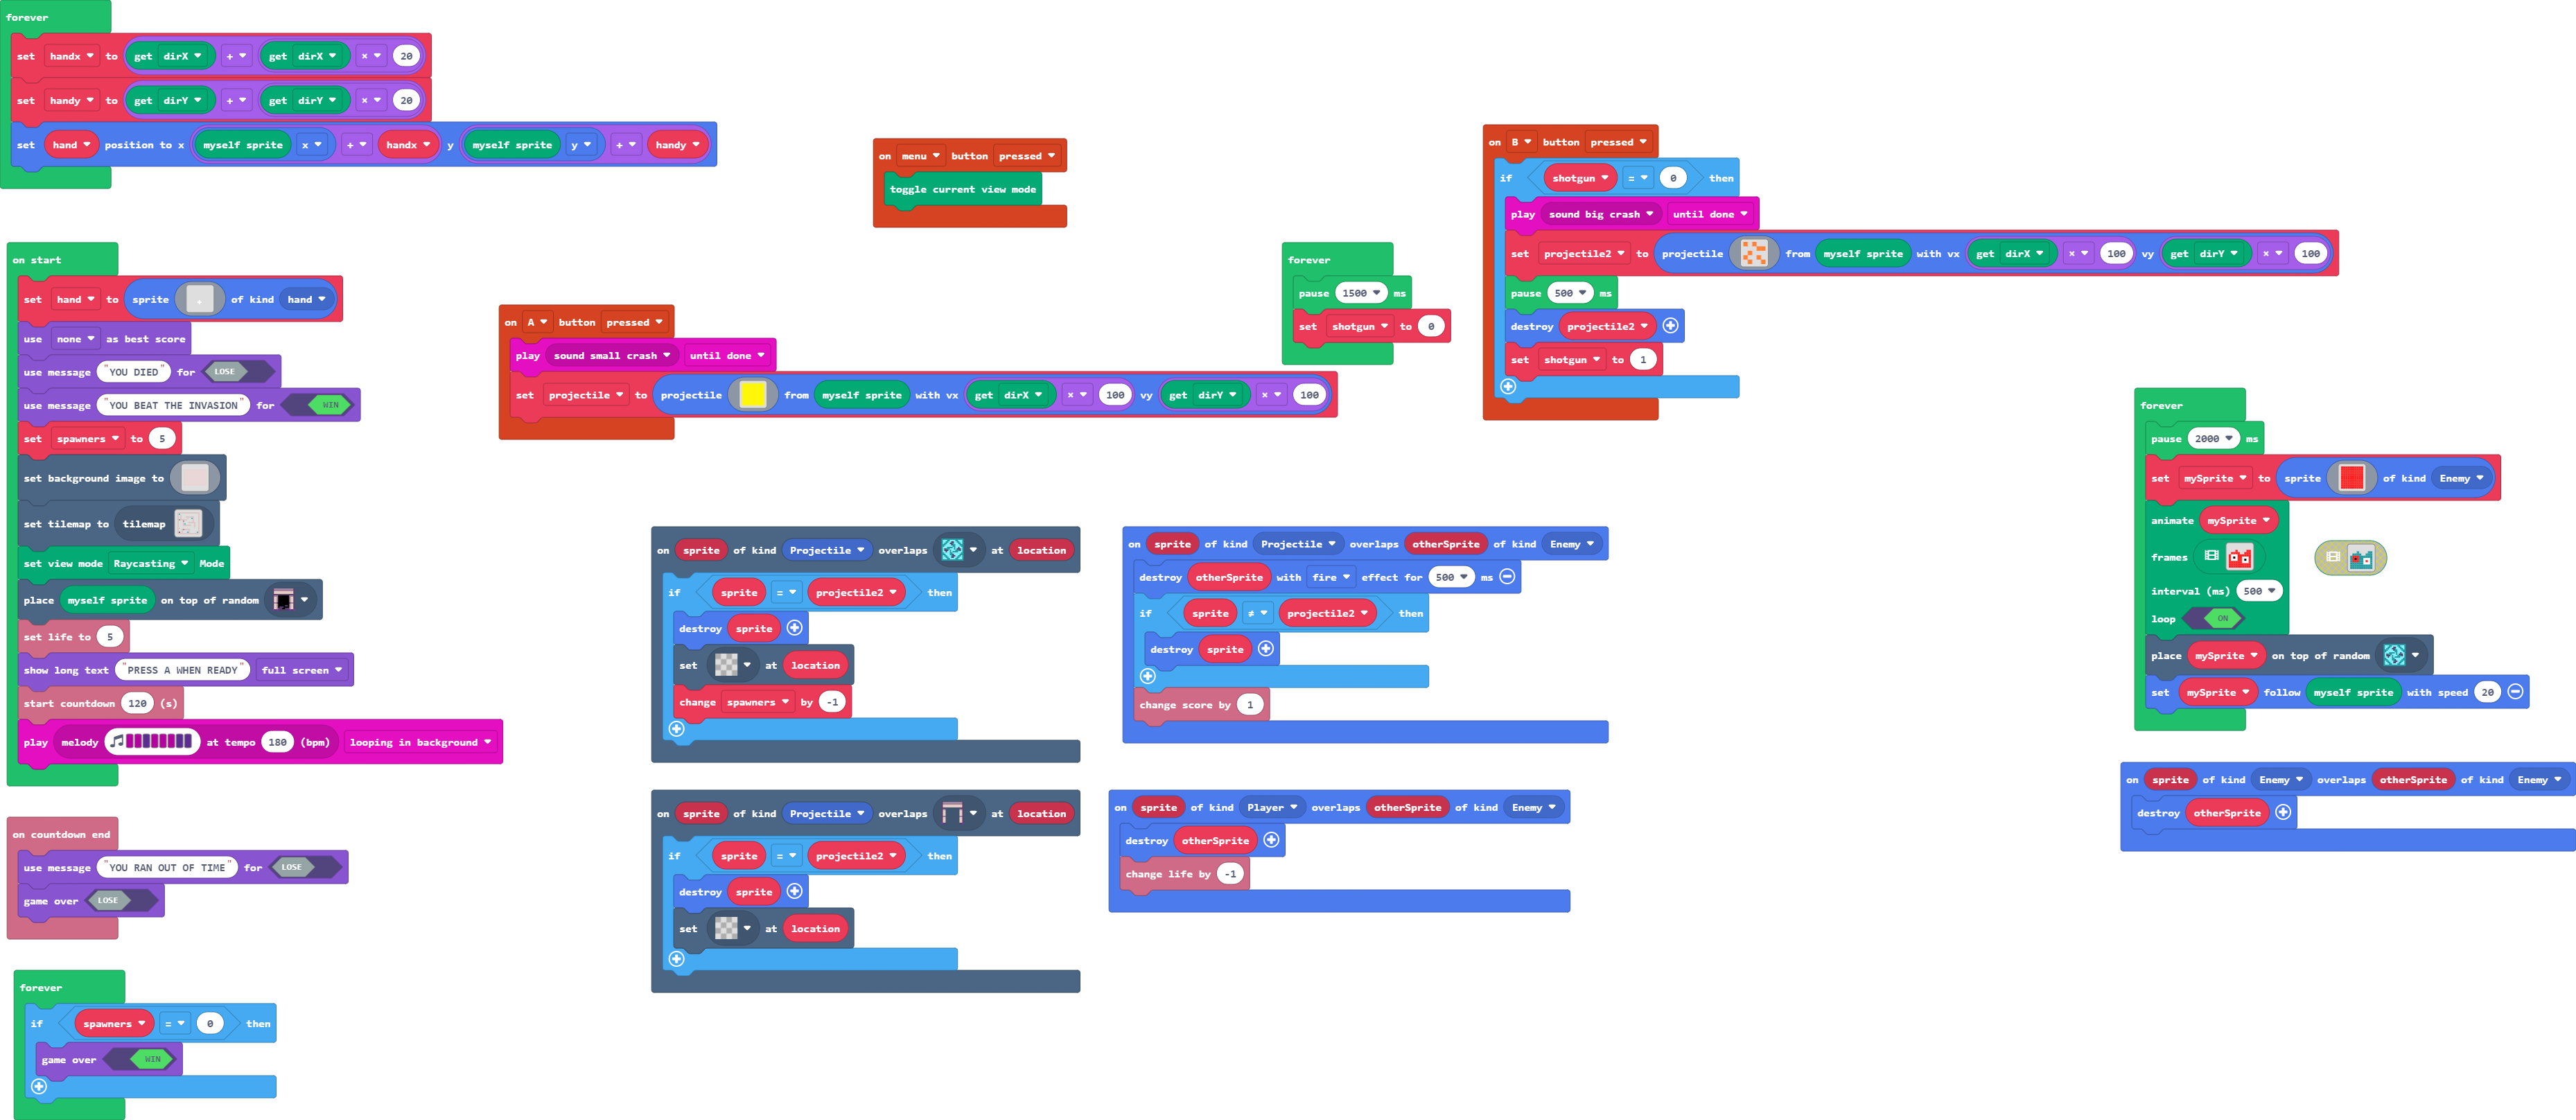 forever
set handx to get dirX + get dirX × 20
set handy to get dirY + get dirY × 20
set hand position to x myself sprite x + handx y myself sprite y + handy
on menu button pressed
toggle current view mode
on start
set hand to sprite of kind hand
use none as best score
use message "YOU DIED" for LOSE
use message "YOU BEAT THE INVASION" for WIN
set spawners to 5
set background image to
set tilemap to tilemap
set view mode Raycasting Mode
place myself sprite on top of random
set life to 5
show long text "PRESS A WHEN READY" full screen
start countdown 120 (s)
play melody at tempo 180 (bpm) looping in background
on countdown end
use message "YOU RAN OUT OF TIME" for LOSE
game over LOSE
forever
if spawners = 0 then
game over WIN
on A button pressed
play sound small crash until done
set projectile to projectile from myself sprite with vx get dirX × 100 vy get dirY × 100
forever
pause 1500 ms
set shotgun to 0
on B button pressed
if shotgun = 0 then
play sound big crash until done
set projectile2 to projectile from myself sprite with vx get dirX × 100 vy get dirY × 100
pause 500 ms
destroy projectile2
set shotgun to 1
on sprite of kind Projectile overlaps at location
if sprite = projectile2 then
destroy sprite
set at location
change spawners by -1
on sprite of kind Projectile overlaps at location
if sprite = projectile2 then
destroy sprite
set at location
on sprite of kind Projectile overlaps otherSprite of kind Enemy
destroy otherSprite with fire effect for 500 ms
if sprite ≠ projectile2 then
destroy sprite
change score by 1
on sprite of kind Player overlaps otherSprite of kind Enemy
destroy otherSprite
change life by -1
forever
pause 2000 ms
set mySprite to sprite of kind Enemy
animate mySprite
frames
interval (ms) 500
loop ON
place mySprite on top of random
set mySprite follow myself sprite with speed 20
on sprite of kind Enemy overlaps otherSprite of kind Enemy
destroy otherSprite